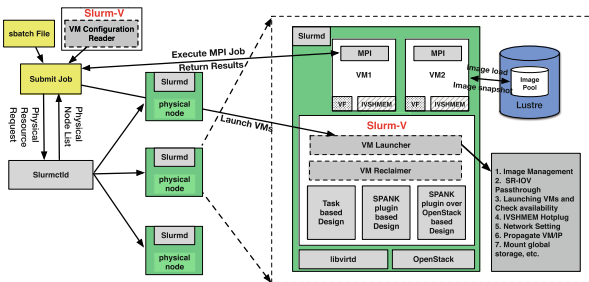 Slurm-V
sbatch File
VM Configuration
Reader
Submit Job
Execute MPI Job
Return Results
Physical
Resource
Request
Physical
Node List
Slurmctld
Slurmd
physical
node
Slurmd
physical
node
Slurmd
physical
node
Launch VMs
Slurmd
MPI
VM1
VF
IVSHMEM
MPI
VM2
VF
IVSHMEM
Image load
Image snapshot
Image
Pool
Lustre
Slurm-V
VM Launcher
VM Reclaimer
Task
based
Design
SPANK
plugin
based
Design
SPANK
plugin over
OpenStack
based
Design
libvirtd
OpenStack
1. Image Management
2. SR-IOV
Passthrough
3. Launching VMs and
Check availability
4. IVSHMEM Hotplug
5. Network Setting
6. Propagate VM/IP
7. Mount global
storage, etc.